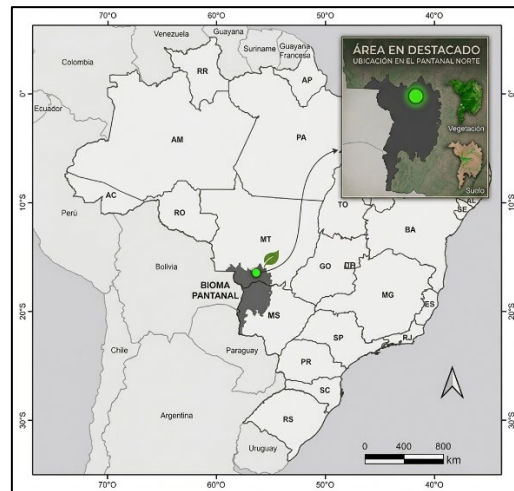 70°O 60°O 50°O 40°O
Venezuela
Guayana
Suriname
Guayana
Francesa
Colombia
RR
AP
ÁREA EN DESTACADO
UBICACIÓN EN EL PANTANAL NORTE
Vegetación
Suelo
0°
0°
Ecuador
AM
PA
AC
RO
TO
AL
SE
10°S
10°S
Perú
MT
BA
Bolivia
GO
DF
BIOMA
PANTANAL
MG
ES
MS
20°S
20°S
SP
RJ
Chile
Paraguay
PR
SC
Argentina
RS
30°S
30°S
Uruguay
0 400 800
km
70°O 60°O 50°O 40°O